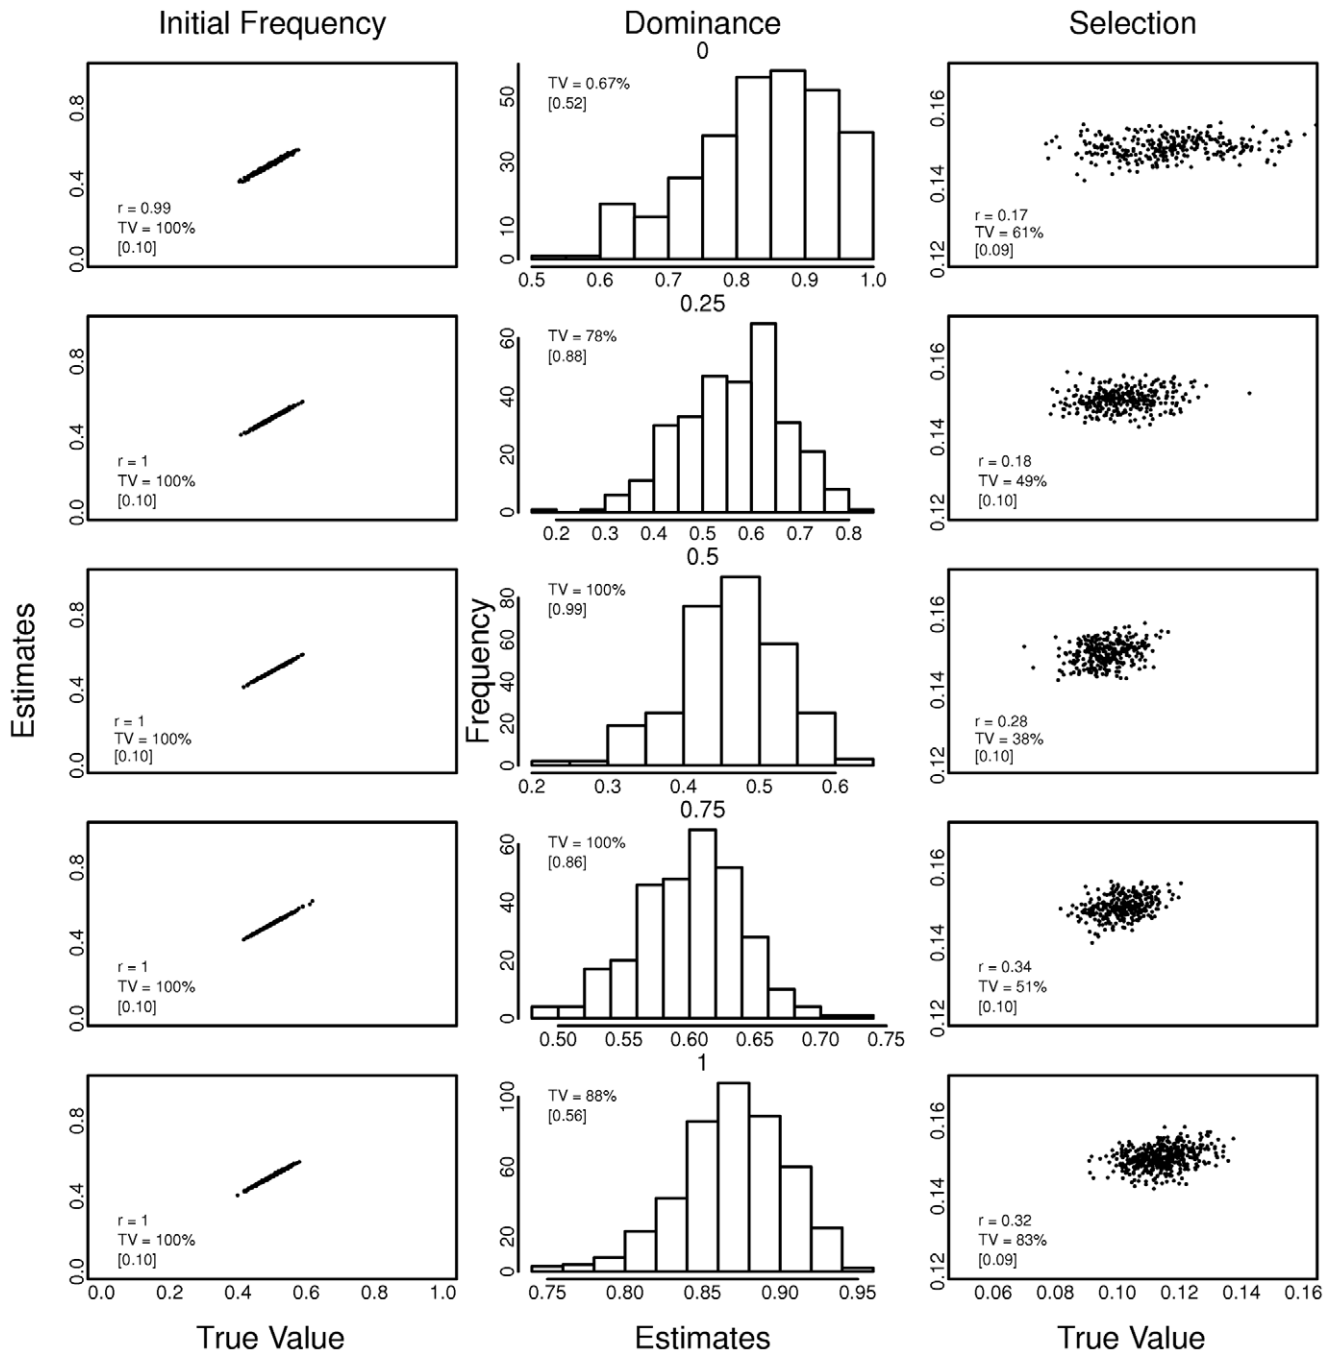 Initial Frequency
Dominance
Selection
0.0 0.4 0.8
r = 0.99
TV = 100%
[0.10]
0
TV = 0.67%
[0.52]
0 10 30 50
0.5 0.6 0.7 0.8 0.9 1.0
0.12 0.14 0.16
r = 0.17
TV = 61%
[0.09]
0.0 0.4 0.8
r = 1
TV = 100%
[0.10]
0.25
TV = 78%
[0.88]
0 20 40 60
0.2 0.3 0.4 0.5 0.6 0.7 0.8
0.12 0.14 0.16
r = 0.18
TV = 49%
[0.10]
Estimates
0.0 0.4 0.8
r = 1
TV = 100%
[0.10]
Frequency
0.5
TV = 100%
[0.99]
0 20 40 60 80
0.2 0.3 0.4 0.5 0.6
0.12 0.14 0.16
r = 0.28
TV = 38%
[0.10]
0.0 0.4 0.8
r = 1
TV = 100%
[0.10]
0.75
TV = 100%
[0.86]
0 20 40 60
0.50 0.55 0.60 0.65 0.70 0.75
0.12 0.14 0.16
r = 0.34
TV = 51%
[0.10]
0.0 0.4 0.8
r = 1
TV = 100%
[0.10]
0.0 0.2 0.4 0.6 0.8 1.0
True Value
1
TV = 88%
[0.56]
0 20 60 100
0.75 0.80 0.85 0.90 0.95
Estimates
0.12 0.14 0.16
r = 0.32
TV = 83%
[0.09]
0.06 0.08 0.10 0.12 0.14 0.16
True Value